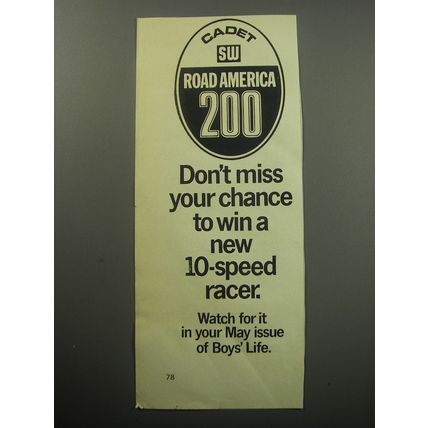 CADET
SW
ROAD AMERICA
200
Don't miss
your chance
to win a
new
10-speed
racer.
Watch for it
in your May issue
of Boys' Life.
78